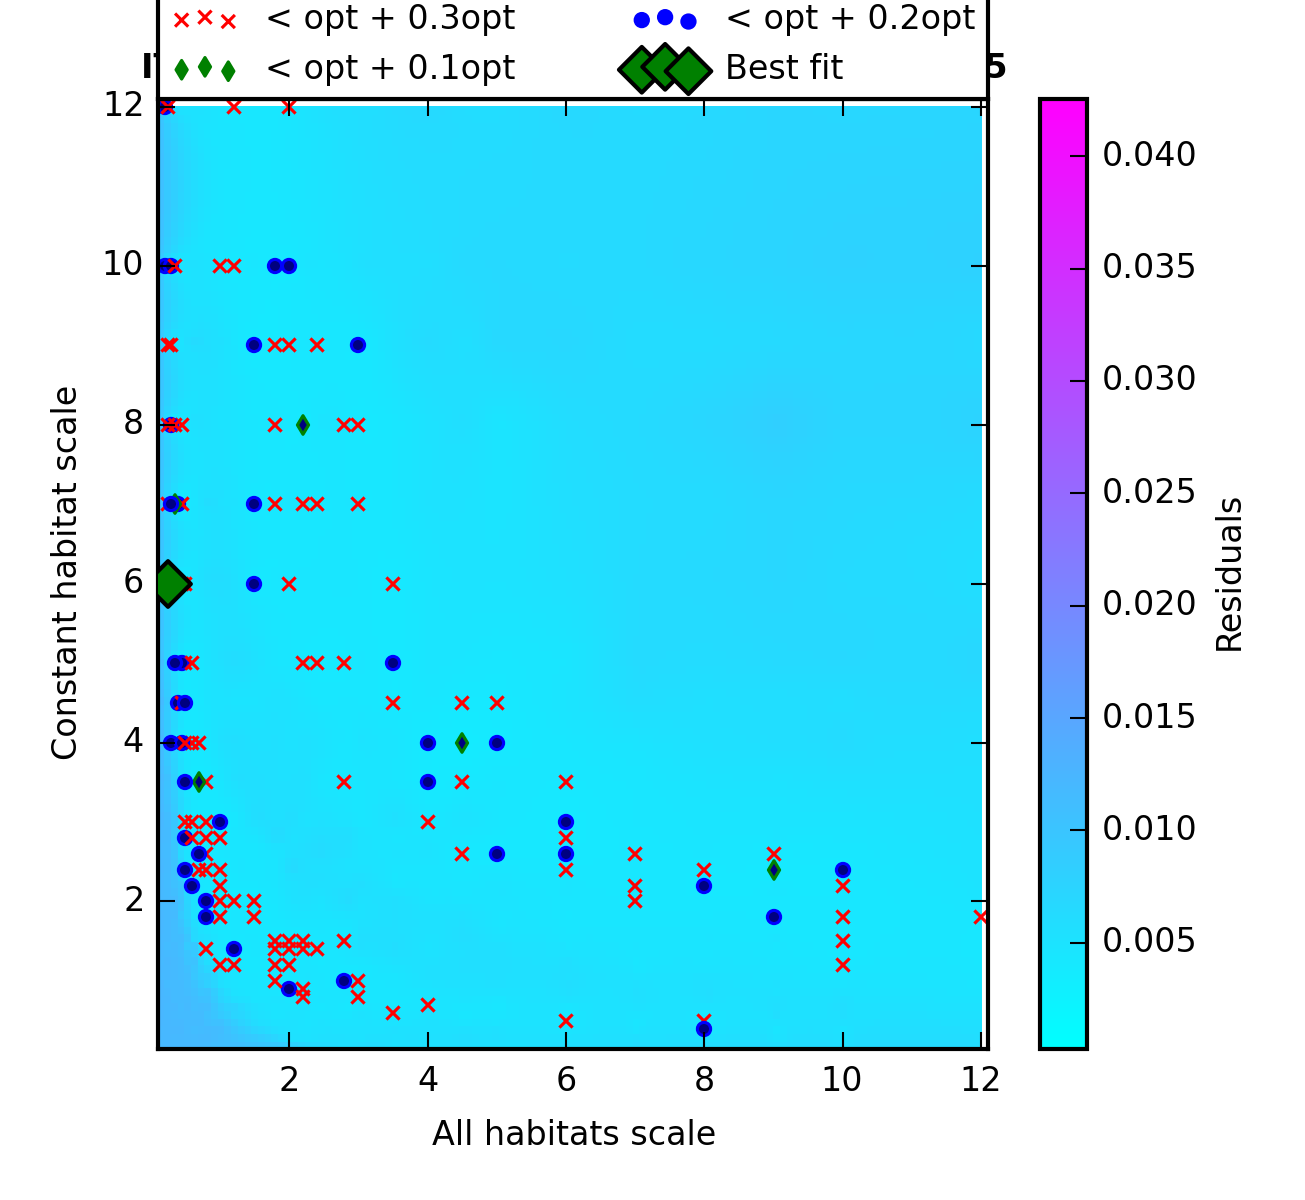 < opt + 0.3opt
< opt + 0.2opt
< opt + 0.1opt
Best fit
5
12
10
8
6
4
2
Constant habitat scale
2 4 6 8 10 12
All habitats scale
0.040
0.035
0.030
0.025
0.020
0.015
0.010
0.005
Residuals